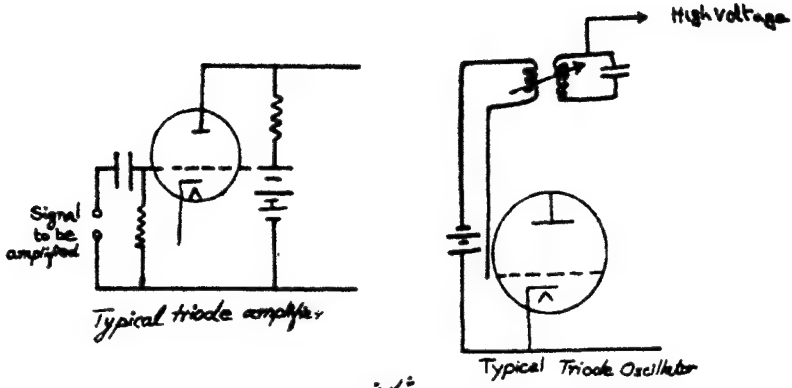 High Voltage
Signal
to be
amplified
Typical triode amplifier
Typical Triode Oscillator